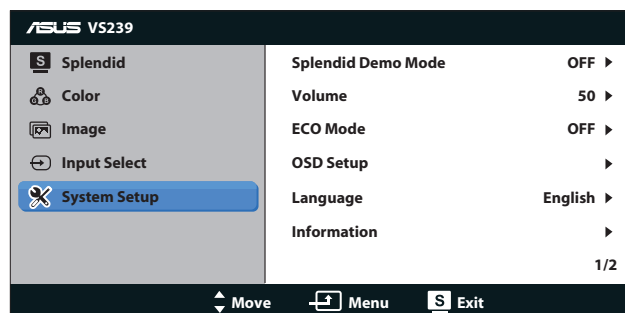 ASUS VS239
S Splendid
Color
Image
Input Select
System Setup
Splendid Demo Mode OFF
Volume 50
ECO Mode OFF
OSD Setup
Language English
Information
1/2
Move Menu S Exit